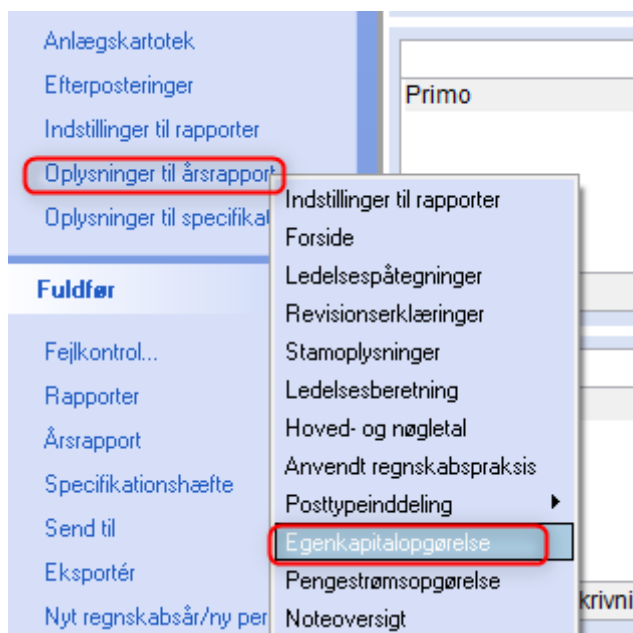 Anlægskartotek
Efterposteringer
Indstillinger til rapporter
Oplysninger til årsrapport
Oplysninger til specifikat
Fuldfør
Fejlkontrol...
Rapporter
Årsrapport
Specifikationshæfte
Send til
Eksportér
Nyt regnskabsår/ny per
Primo
Indstillinger til rapporter
Forside
Ledelsespåtegninger
Revisionserklæringer
Stamoplysninger
Ledelsesberetning
Hoved- og nøgletal
Anvendt regnskabspraksis
Posttypeinddeling
Egenkapitalopgørelse
Pengestrømsopgørelse
Noteoversigt
krivni